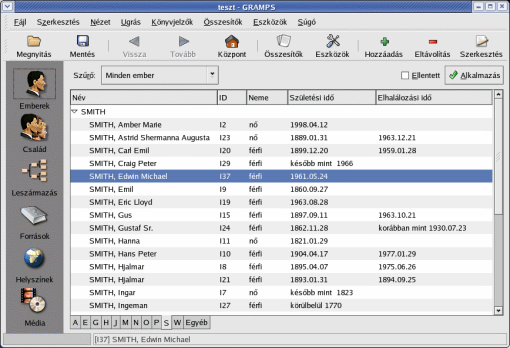 teszt - GRAMPS
Fájl Szerkesztés Nézet Ugrás Könyvjelzők Összesítők Eszközök Súgó
Megnyitás Mentés Vissza Tovább Központ Összesítők Eszközök Hozzáadás Eltávolítás Szerkesztés
Szűrő: Minden ember Ellentett Alkalmazás
Emberek
Család
Leszármazás
Források
Helyszínek
Média
Név ID Neme Születési idő Elhalálozási idő
SMITH
SMITH, Amber Marie I2 nő 1998.04.12
SMITH, Astrid Shermanna Augusta I23 nő 1889.01.31 1963.12.21
SMITH, Carl Emil I20 férfi 1899.12.20 1959.01.28
SMITH, Craig Peter I29 férfi később mint 1966
SMITH, Edwin Michael I37 férfi 1961.05.24
SMITH, Emil I9 férfi 1860.09.27
SMITH, Eric Lloyd I19 férfi 1963.08.28
SMITH, Gus I15 férfi 1897.09.11 1963.10.21
SMITH, Gustaf Sr. I24 férfi 1862.11.28 korábban mint 1930.07.23
SMITH, Hanna I11 nő 1821.01.29
SMITH, Hans Peter I10 férfi 1904.04.17 1977.01.29
SMITH, Hjalmar I8 férfi 1895.04.07 1975.06.26
SMITH, Hjalmar I21 férfi 1893.01.31 1894.09.25
SMITH, Ingar I7 nő később mint 1823
SMITH, Ingeman I27 férfi körülbelül 1770
A E G H J M N O P S W Egyéb
[I37] SMITH, Edwin Michael